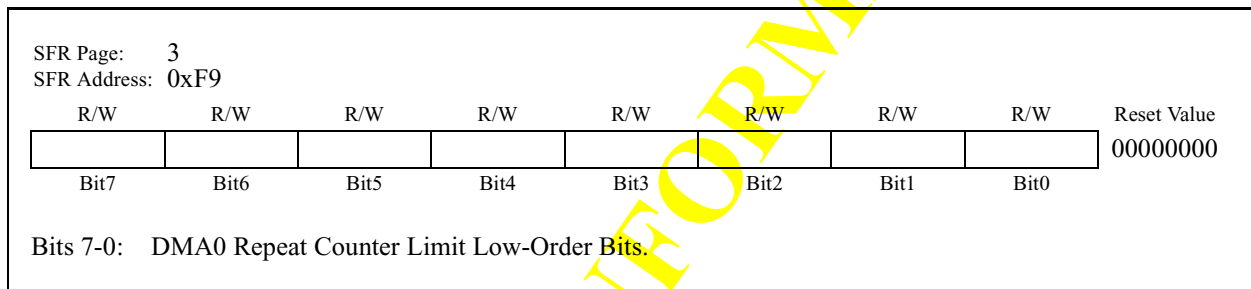 SFR Page: 3
SFR Address: 0xF9
R/W R/W R/W R/W R/W R/W R/W R/W Reset Value
00000000
Bit7 Bit6 Bit5 Bit4 Bit3 Bit2 Bit1 Bit0
Bits 7-0: DMA0 Repeat Counter Limit Low-Order Bits.